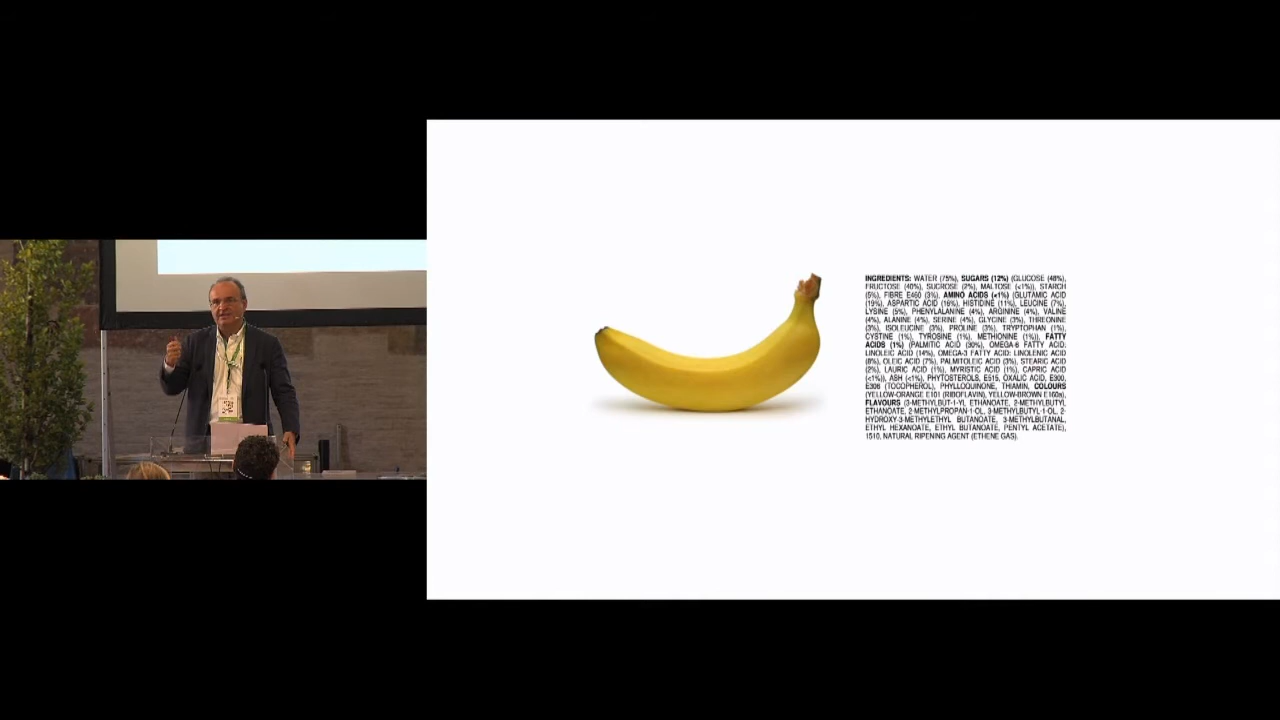 INGREDIENTS: WATER (75%), SUGARS (12%) (GLUCOSE (48%),
FRUCTOSE (40%), SUCROSE (2%), MALTOSE (<1%)), STARCH
(5%), FIBRE E460 (3%), AMINO ACIDS (<1%) (GLUTAMIC ACID
(19%), ASPARTIC ACID (16%), HISTIDINE (11%), LEUCINE (7%),
LYSINE (5%), PHENYLALANINE (4%), ARGININE (4%), VALINE
(4%), ALANINE (4%), SERINE (4%), GLYCINE (3%), THREONINE
(3%), ISOLEUCINE (3%), PROLINE (3%), TRYPTOPHAN (1%),
CYSTINE (1%), TYROSINE (1%), METHIONINE (1%)), FATTY
ACIDS (1%) (PALMITIC ACID (30%), OMEGA-6 FATTY ACID:
LINOLEIC ACID (14%), OMEGA-3 FATTY ACID: LINOLENIC ACID
(8%), OLEIC ACID (7%), PALMITOLEIC ACID (3%), STEARIC ACID
(2%), LAURIC ACID (1%), MYRISTIC ACID (1%), CAPRIC ACID
(<1%)), ASH (<1%), PHYTOSTEROLS, E515, OXALIC ACID, E300,
E306 (TOCOPHEROL), PHYLLOQUINONE, THIAMIN, COLOURS
(YELLOW-ORANGE E101 (RIBOFLAVIN), YELLOW-BROWN E160a),
FLAVOURS (3-METHYLBUT-1-YL ETHANOATE, 2-METHYLBUTYL
ETHANOATE, 2-METHYLPROPAN-1-OL, 3-METHYLBUTYL-1-OL, 2-
HYDROXY-3-METHYLETHYL BUTANOATE, 3-METHYLBUTANAL,
ETHYL HEXANOATE, ETHYL BUTANOATE, PENTYL ACETATE),
1510, NATURAL RIPENING AGENT (ETHENE GAS).